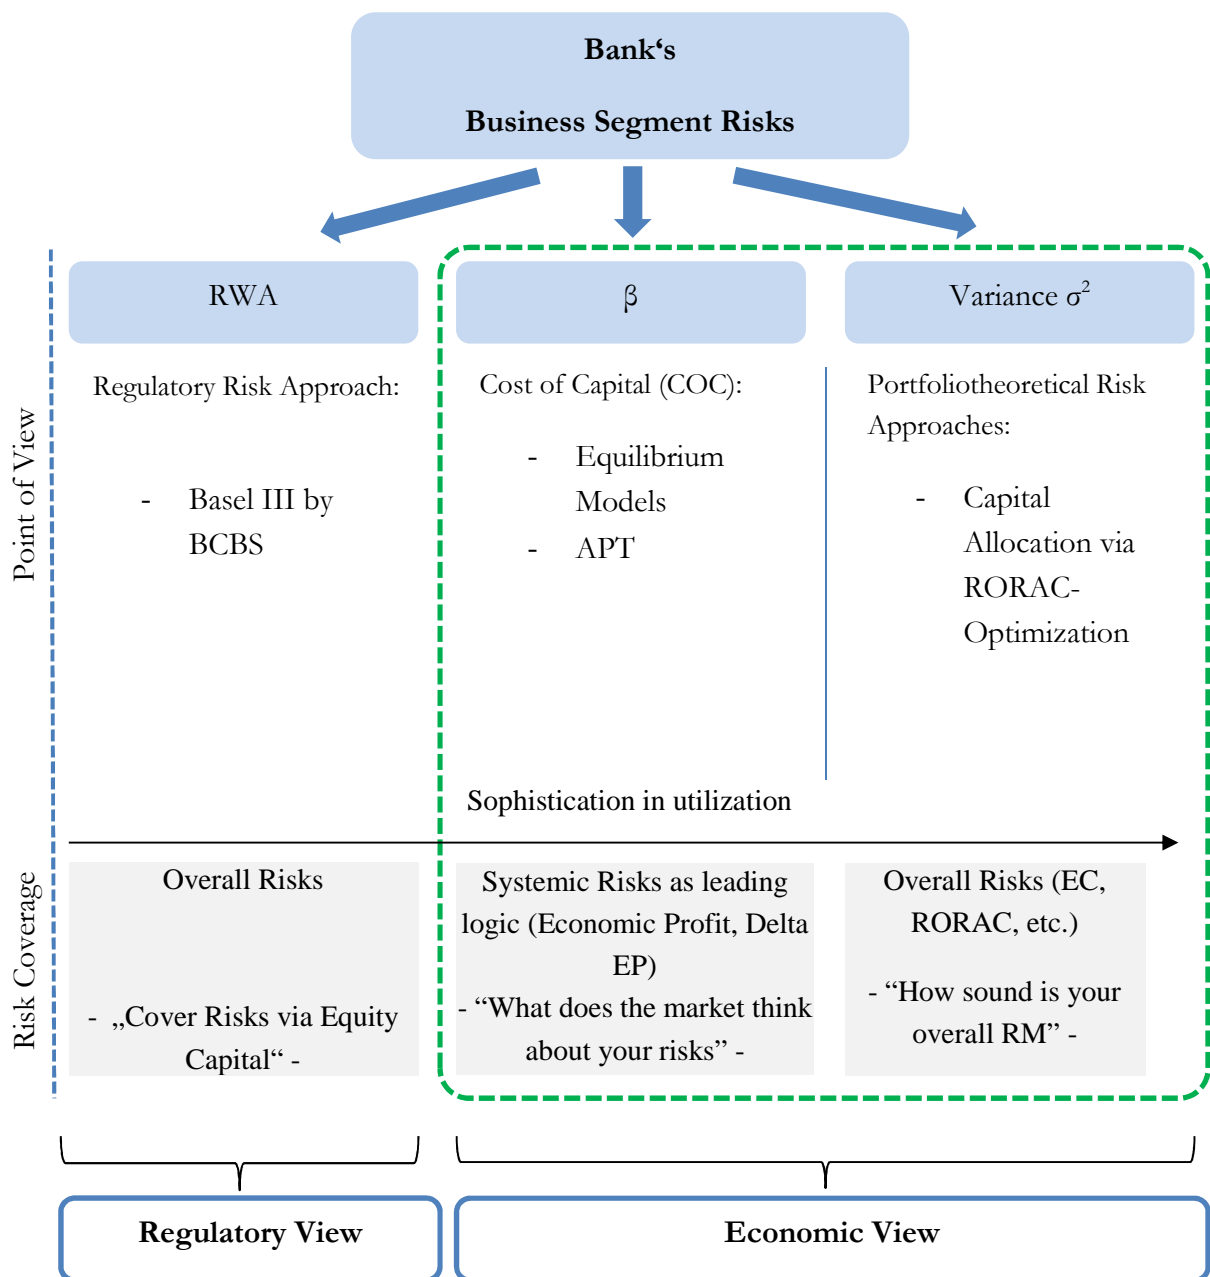 Bank‘s
Business Segment Risks
RWA
β
Variance σ²
Point of View
Regulatory Risk Approach:
- Basel III by
BCBS
Cost of Capital (COC):
- Equilibrium
Models
- APT
Portfoliotheoretical Risk
Approaches:
- Capital
Allocation via
RORAC-
Optimization
Sophistication in utilization
Risk Coverage
Overall Risks
- „Cover Risks via Equity
Capital“ -
Systemic Risks as leading
logic (Economic Profit, Delta
EP)
- “What does the market think
about your risks” -
Overall Risks (EC,
RORAC, etc.)
- “How sound is your
overall RM” -
Regulatory View
Economic View